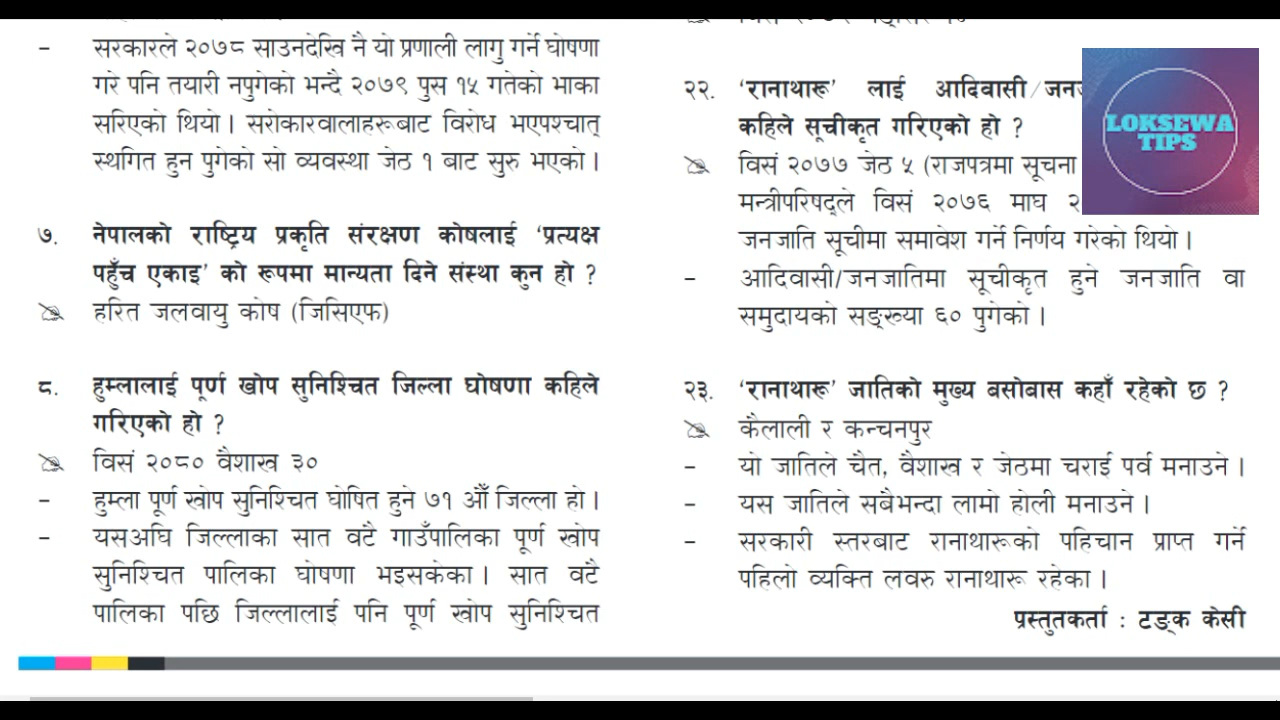 - सरकारले २०७८ साउनदेखि नै यो प्रणाली लागु गर्ने घोषणा
गरे पनि तयारी नपुगेको भन्दै २०७९ पुस १५ गतेको भाका
सरिएको थियो । सरोकारवालाहरूबाट विरोध भएपश्चात्
स्थगित हुन पुगेको सो व्यवस्था जेठ १ बाट सुरु भएको ।
७. नेपालको राष्ट्रिय प्रकृति संरक्षण कोषलाई ‘प्रत्यक्ष
पहुँच एकाइ’ को रूपमा मान्यता दिने संस्था कुन हो ?
हरित जलवायु कोष (जिसिएफ)
८. हुम्लालाई पूर्ण खोप सुनिश्चित जिल्ला घोषणा कहिले
गरिएको हो ?
विसं २०८० वैशाख ३०
- हुम्ला पूर्ण खोप सुनिश्चित घोषित हुने ७१ औँ जिल्ला हो ।
- यसअघि जिल्लाका सात वटै गाउँपालिका पूर्ण खोप
सुनिश्चित पालिका घोषणा भइसकेका । सात वटै
पालिका पछि जिल्लालाई पनि पूर्ण खोप सुनिश्चित
२२. ‘रानाथारू’ लाई आदिवासी/
कहिले सूचीकृत गरिएको हो ?
विसं २०७७ जेठ ५ (राजपत्रमा सूचना
मन्त्रीपरिषद्ले विसं २०७६ माघ
जनजाति सूचीमा समावेश गर्ने निर्णय गरेको थियो ।
- आदिवासी/जनजातिमा सूचीकृत हुने जनजाति वा
समुदायको सङ्ख्या ६० पुगेको ।
२३. ‘रानाथारू’ जातिको मुख्य बसोबास कहाँ रहेको छ ?
कैलाली र कन्चनपुर
- यो जातिले चैत, वैशाख र जेठमा चराई पर्व मनाउने ।
- यस जातिले सबैभन्दा लामो होली मनाउने ।
- सरकारी स्तरबाट रानाथारूको पहिचान प्राप्त गर्ने
पहिलो व्यक्ति लवरु रानाथारू रहेका ।
प्रस्तुतकर्ता : टङ्क केसी
LOKSEWA
TIPS